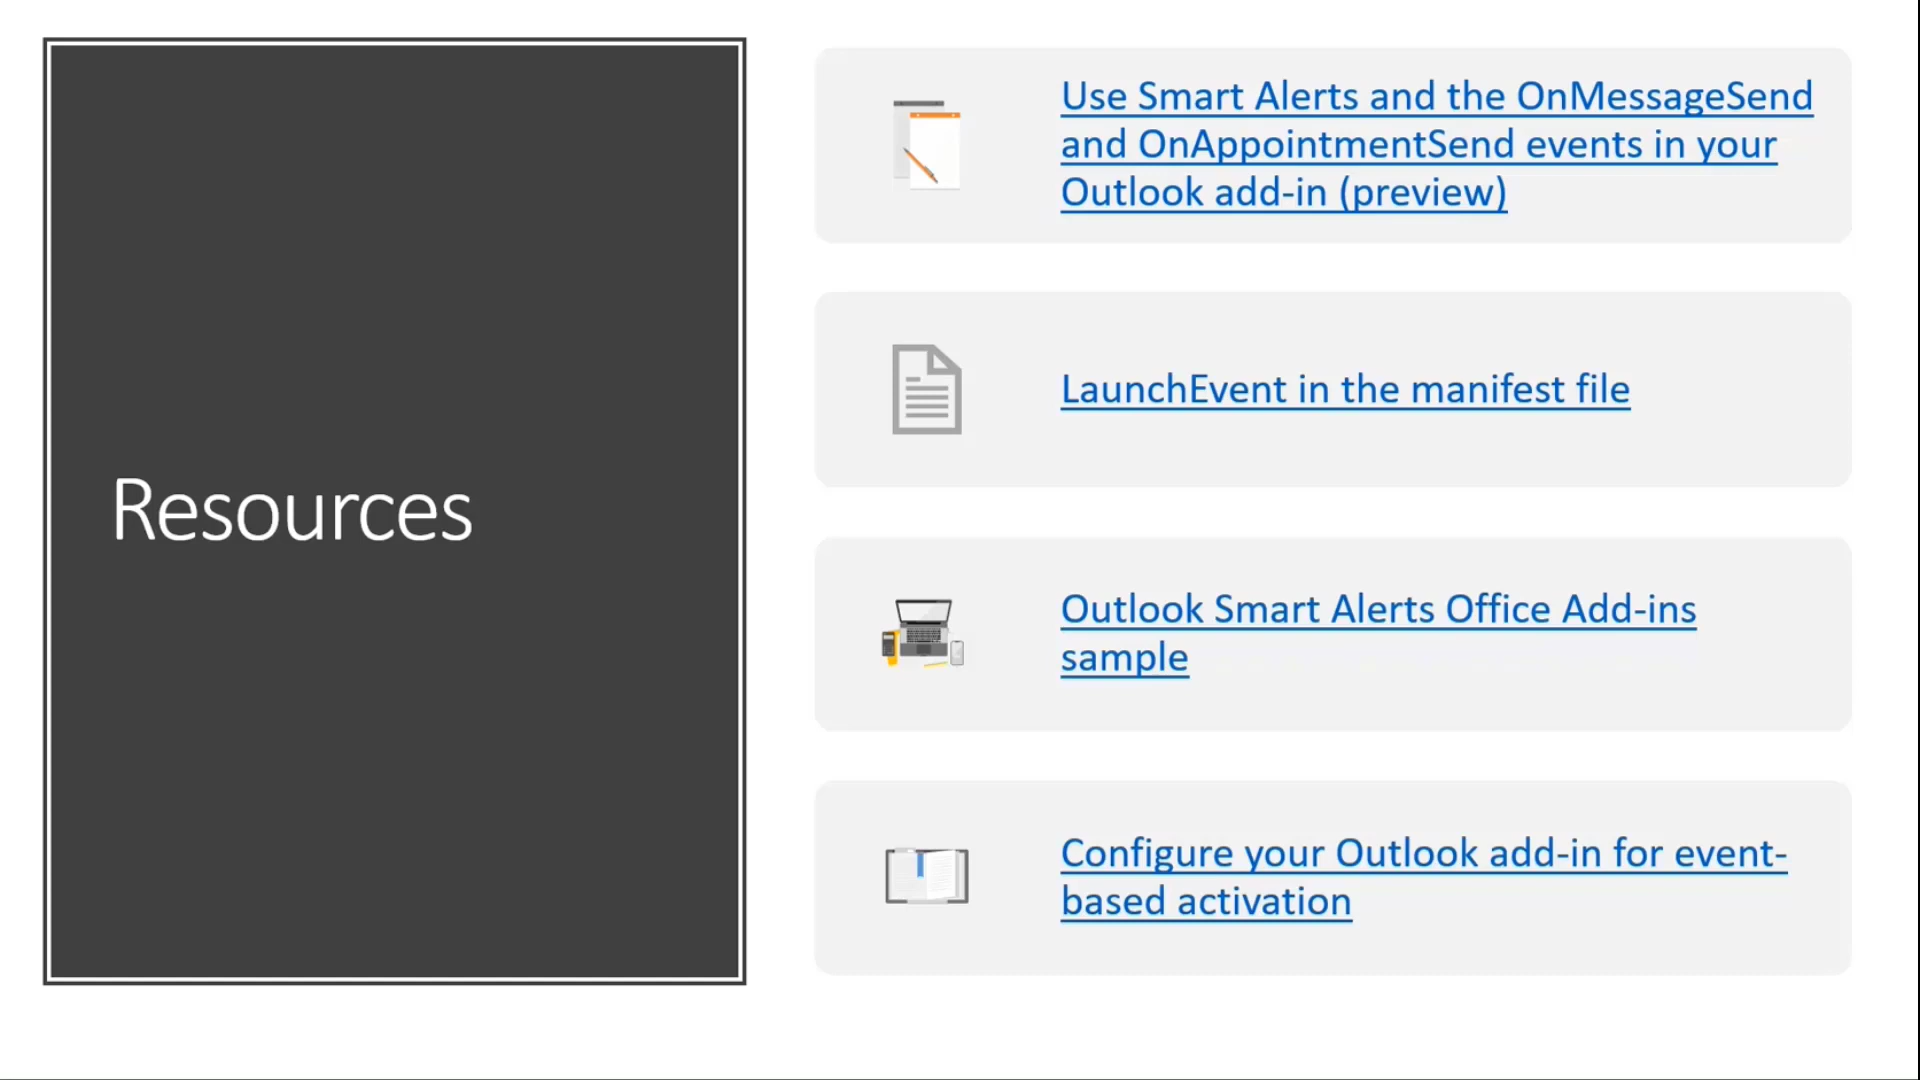 Resources
Use Smart Alerts and the OnMessageSend
and OnAppointmentSend events in your
Outlook add-in (preview)
LaunchEvent in the manifest file
Outlook Smart Alerts Office Add-ins
sample
Configure your Outlook add-in for event-
based activation